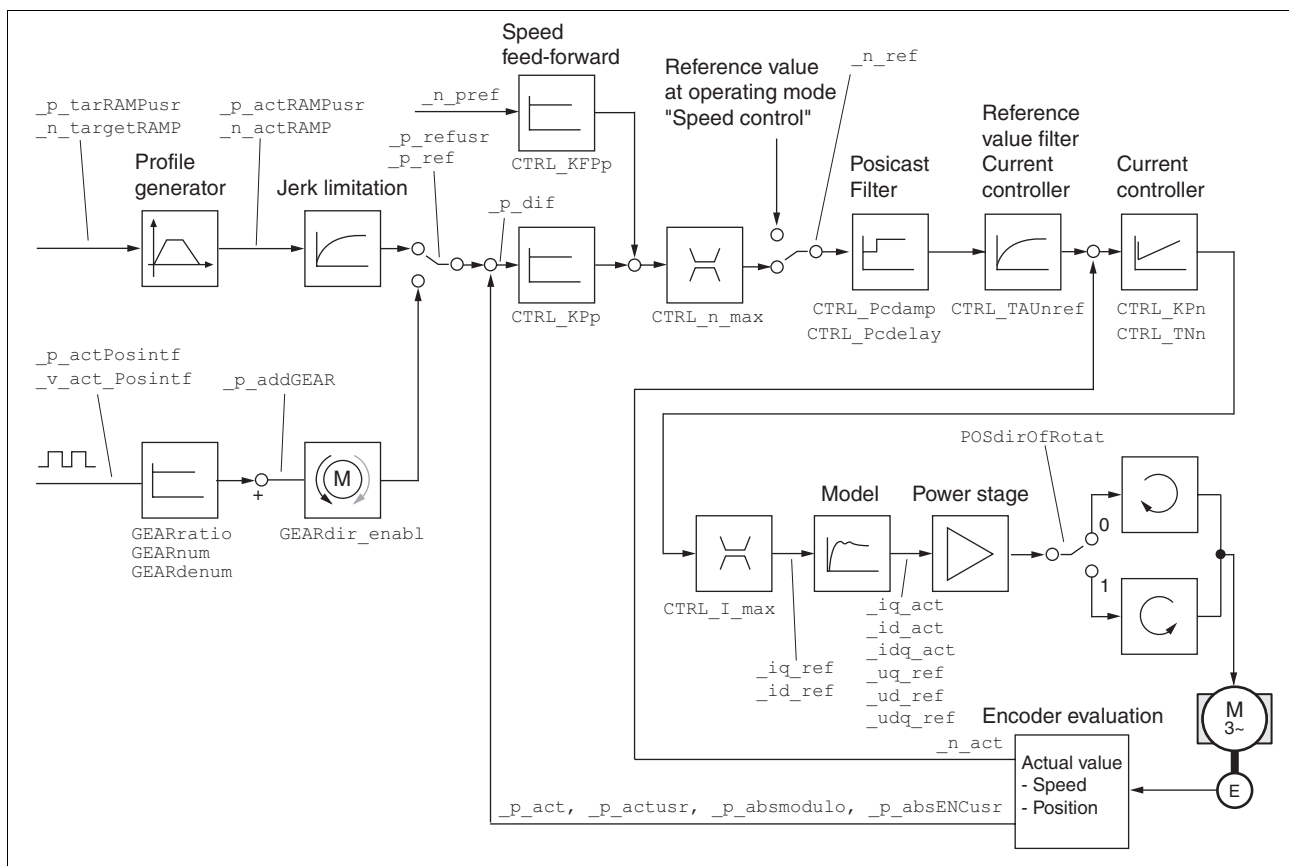 Speed
feed-forward
_n_pref
CTRL_KFPp
Reference value
at operating mode
"Speed control"
_n_ref
_p_tarRAMPusr
_n_targetRAMP
_p_actRAMPusr
_n_actRAMP
_p_refusr
_p_ref
Profile
generator
Jerk limitation
_p_dif
CTRL_KPp
CTRL_n_max
Posicast
Filter
CTRL_Pcdamp
CTRL_Pcdelay
Reference
value filter
Current
controller
CTRL_TAUnref
Current
controller
CTRL_KPn
CTRL_TNn
_p_actPosintf
_v_act_Posintf
_p_addGEAR
+
M
GEARratio
GEARnum
GEARdenum
GEARdir_enabl
CTRL_I_max
_iq_ref
_id_ref
Model
Power stage
_iq_act
_id_act
_idq_act
_uq_ref
_ud_ref
_udq_ref
POSdirOfRotat
0
1
M
3~
E
Encoder evaluation
Actual value
- Speed
- Position
_n_act
_p_act, _p_actusr, _p_absmodulo, _p_absENCusr